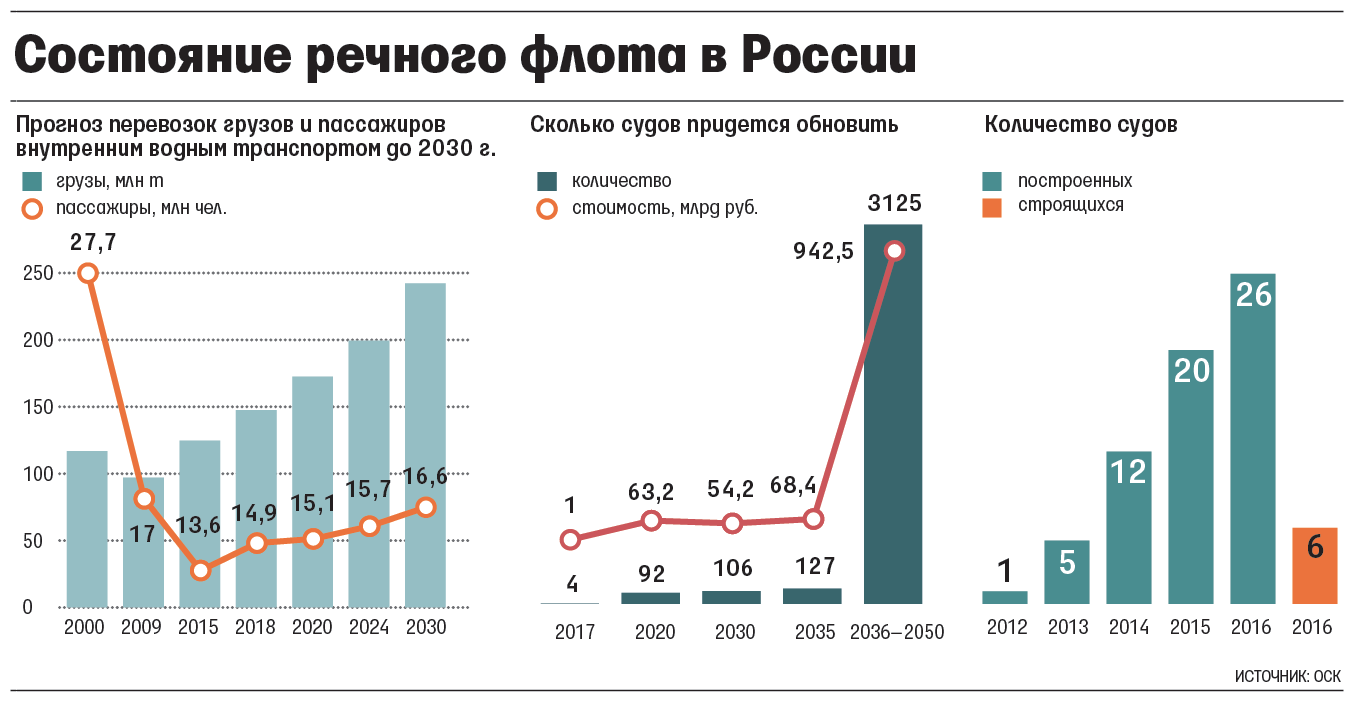 Состояние речного флота в России
Прогноз перевозок грузов и пассажиров
внутренним водным транспортом до 2030 г.
грузы, млн т
пассажиры, млн чел.
27,7
250
200
150
100
50
0
17
13,6
14,9
15,1
15,7
16,6
2000 2009 2015 2018 2020 2024 2030
Сколько судов придется обновить
количество
стоимость, млрд руб.
3125
942,5
1
63,2
54,2
68,4
4
92
106
127
2017 2020 2030 2035 2036–2050
Количество судов
построенных
строящихся
1
5
12
20
26
6
2012 2013 2014 2015 2016 2016
ИСТОЧНИК: ОСК